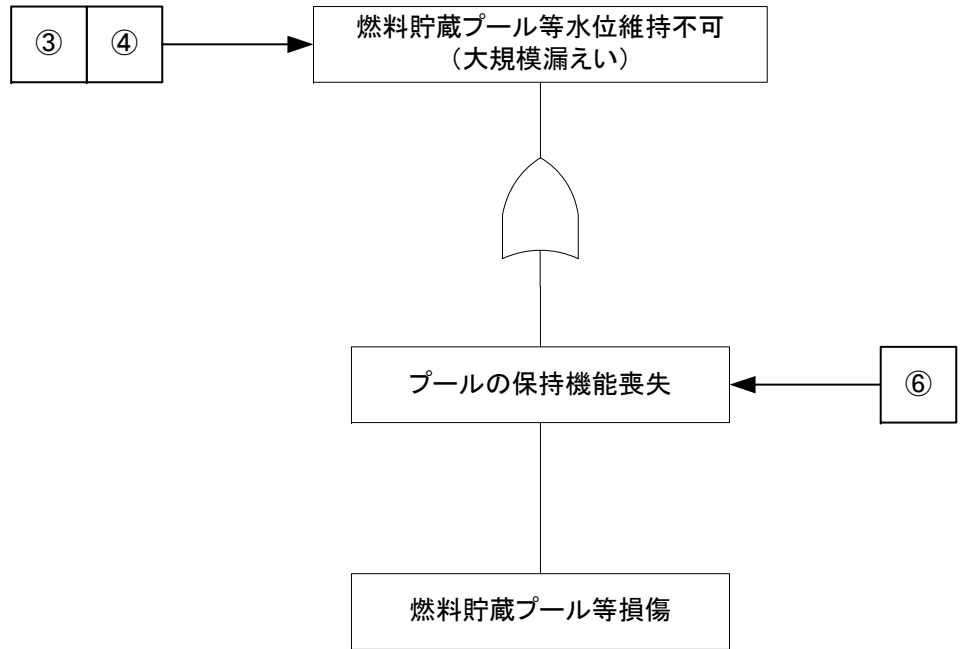 ③ ④
燃料貯蔵プール等水位維持不可
（大規模漏えい）
プールの保持機能喪失
⑥
燃料貯蔵プール等損傷